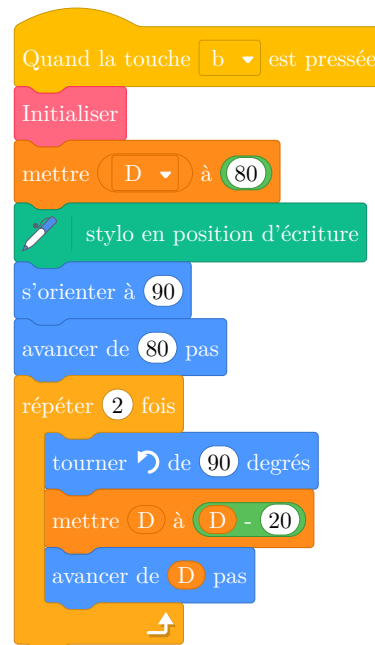 Quand la touche b est pressée
Initialiser
mettre D à 80
stylo en position d'écriture
s'orienter à 90
avancer de 80 pas
répéter 2 fois
tourner de 90 degrés
mettre D à D - 20
avancer de D pas